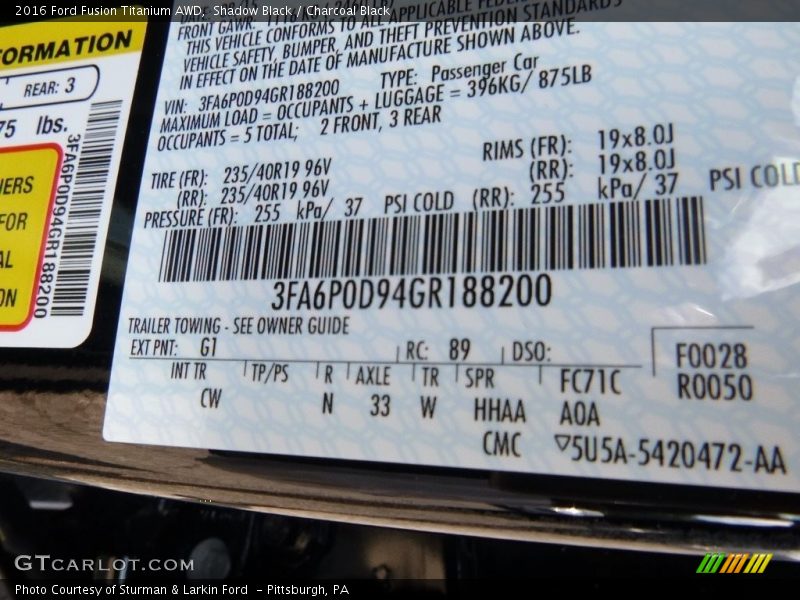 2016 Ford Fusion Titanium AWD, Shadow Black / Charcoal Black
FRONT GAWR:
THIS VEHICLE CONFORMS TO ALL APPLICABLE FEDERAL
VEHICLE SAFETY, BUMPER, AND THEFT PREVENTION STANDARDS
IN EFFECT ON THE DATE OF MANUFACTURE SHOWN ABOVE.
VIN: 3FA6P0D94GR188200 TYPE: Passenger Car
MAXIMUM LOAD = OCCUPANTS + LUGGAGE = 396KG/ 875LB
OCCUPANTS = 5 TOTAL; 2 FRONT, 3 REAR
TIRE (FR): 235/40R19 96V RIMS (FR): 19x8.0J
(RR): 235/40R19 96V (RR): 19x8.0J
PRESSURE (FR): 255 kPa/ 37 PSI COLD (RR): 255 kPa/ 37 PSI COLD
3FA6P0D94GR188200
TRAILER TOWING - SEE OWNER GUIDE
EXT PNT: G1 RC: 89 DSO: F0028
INT TR TP/PS R AXLE TR SPR FC71C R0050
CW N 33 W HHAA A0A
CMC ▽5U5A-5420472-AA
ORMATION
REAR: 3
75 lbs.
3FA6P0D94GR188200
HERS
FOR
AL
ON
GTCARLOT.COM
Photo Courtesy of Sturman & Larkin Ford - Pittsburgh, PA